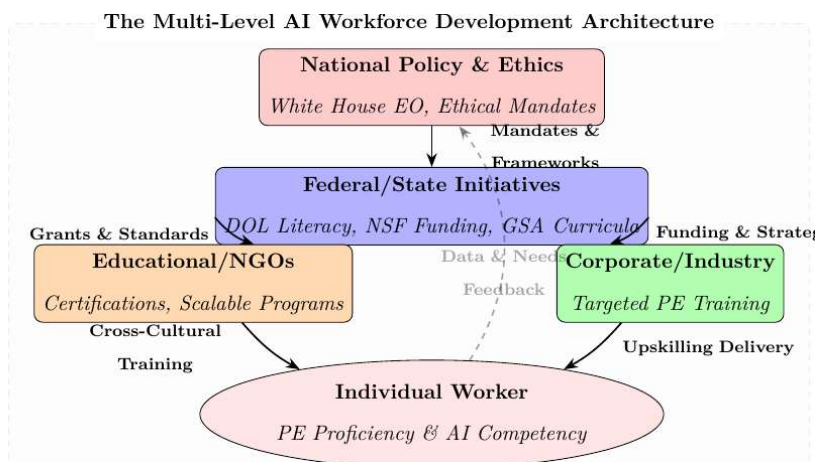 The Multi-Level AI Workforce Development Architecture
National Policy & Ethics
White House EO, Ethical Mandates
Mandates &
Frameworks
Federal/State Initiatives
DOL Literacy, NSF Funding, GSA Curricula
Grants & Standards
Funding & Strateg
Educational/NGOs
Certifications, Scalable Programs
Data & Needs
Feedback
Corporate/Industry
Targeted PE Training
Cross-Cultural
Training
Upskilling Delivery
Individual Worker
PE Proficiency & AI Competency